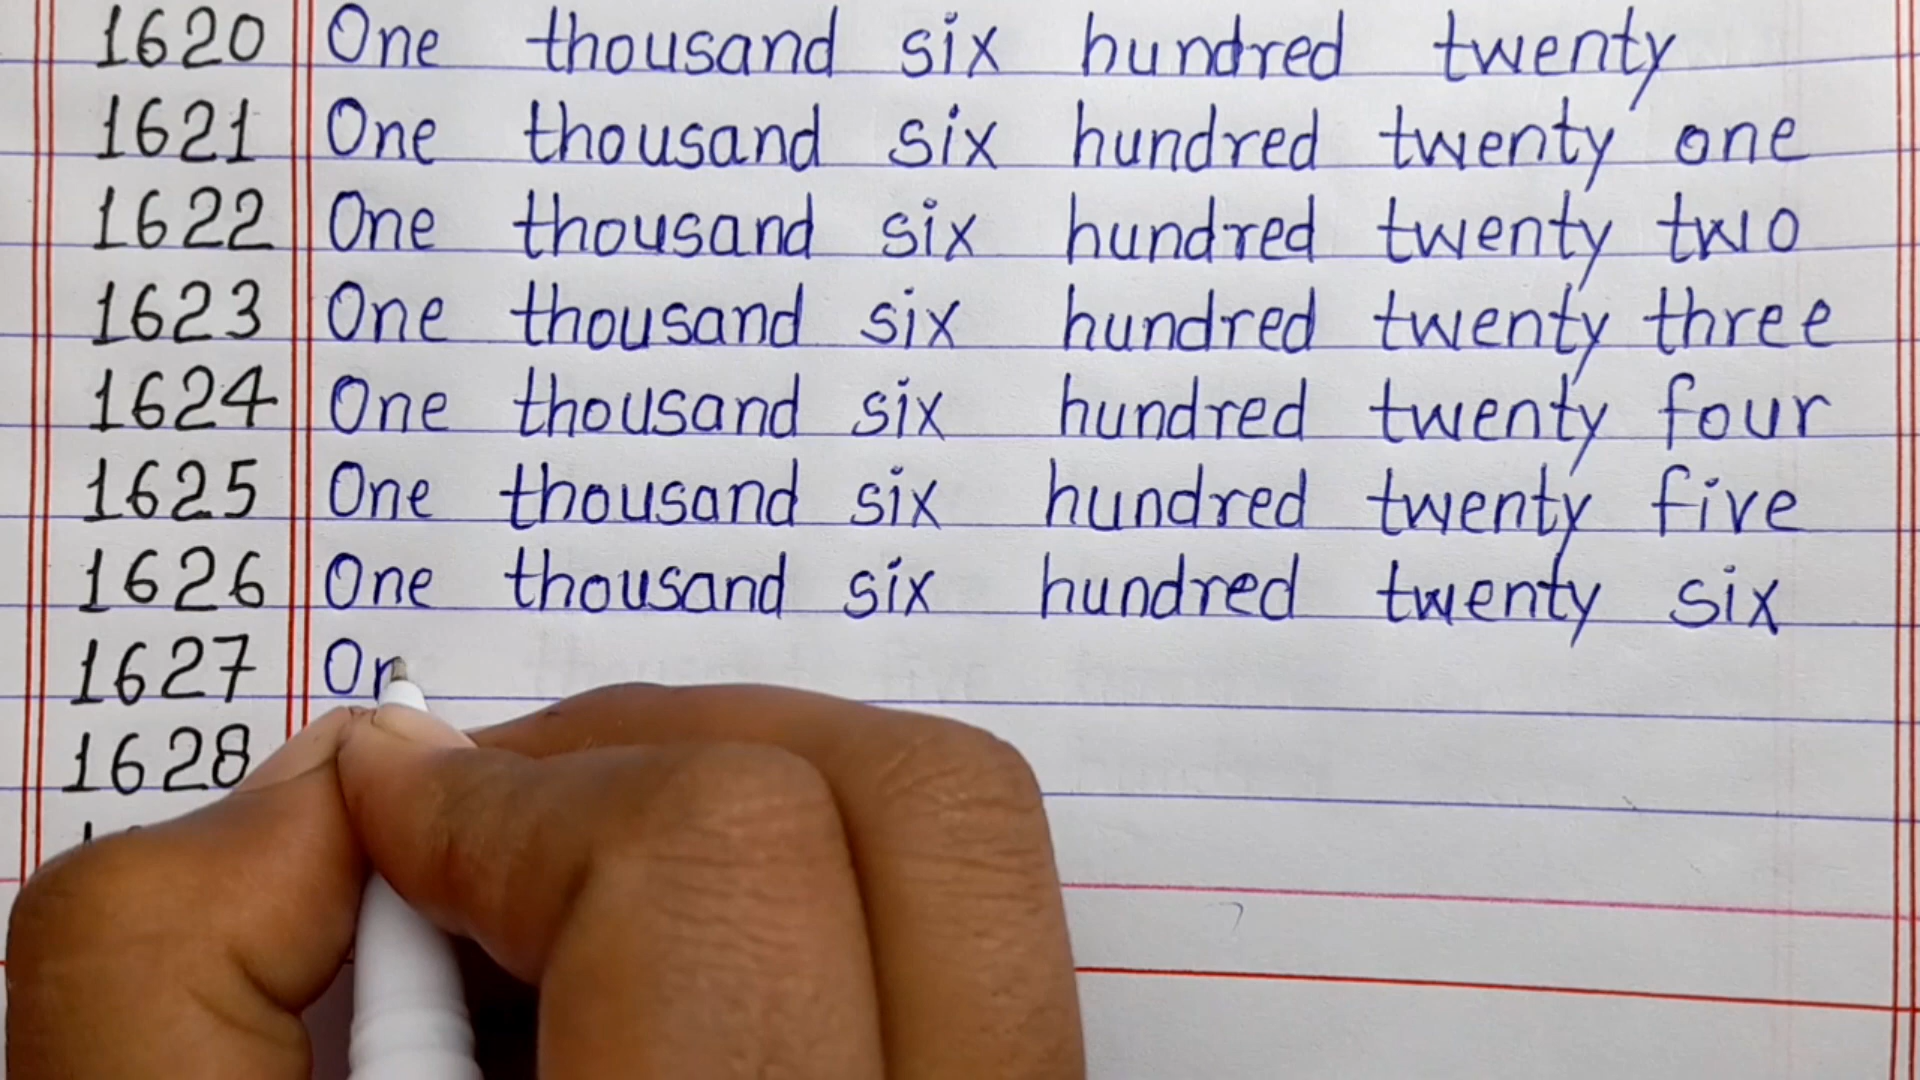 1620 One thousand six hundred twenty
1621 One thousand six hundred twenty one
1622 One thousand six hundred twenty two
1623 One thousand six hundred twenty three
1624 One thousand six hundred twenty four
1625 One thousand six hundred twenty five
1626 One thousand six hundred twenty six
1627 On
1628